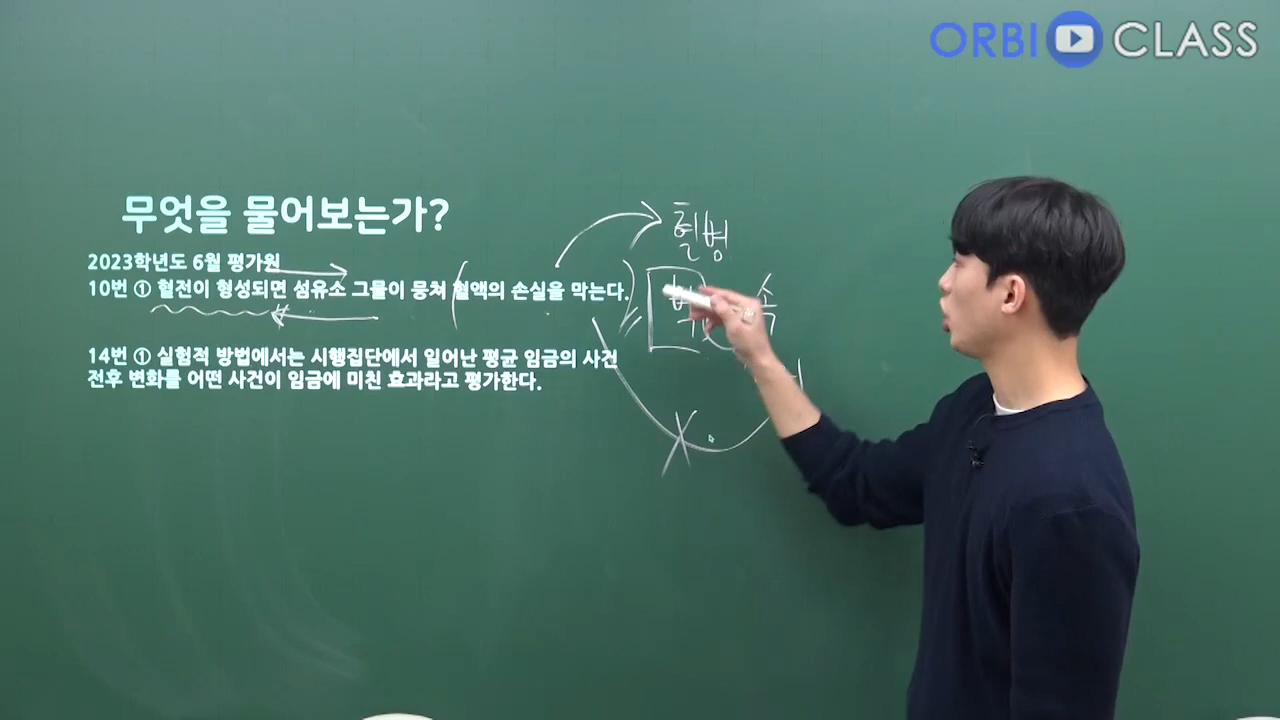 ORBI CLASS
무엇을 물어보는가?
2023학년도 6월 평가원
10번 ① 혈전이 형성되면 섬유소 그물이 뭉쳐 혈액의 손실을 막는다.
14번 ① 실험적 방법에서는 시행집단에서 일어난 평균 임금의 사건
전후 변화를 어떤 사건이 임금에 미친 효과라고 평가한다.
혈병